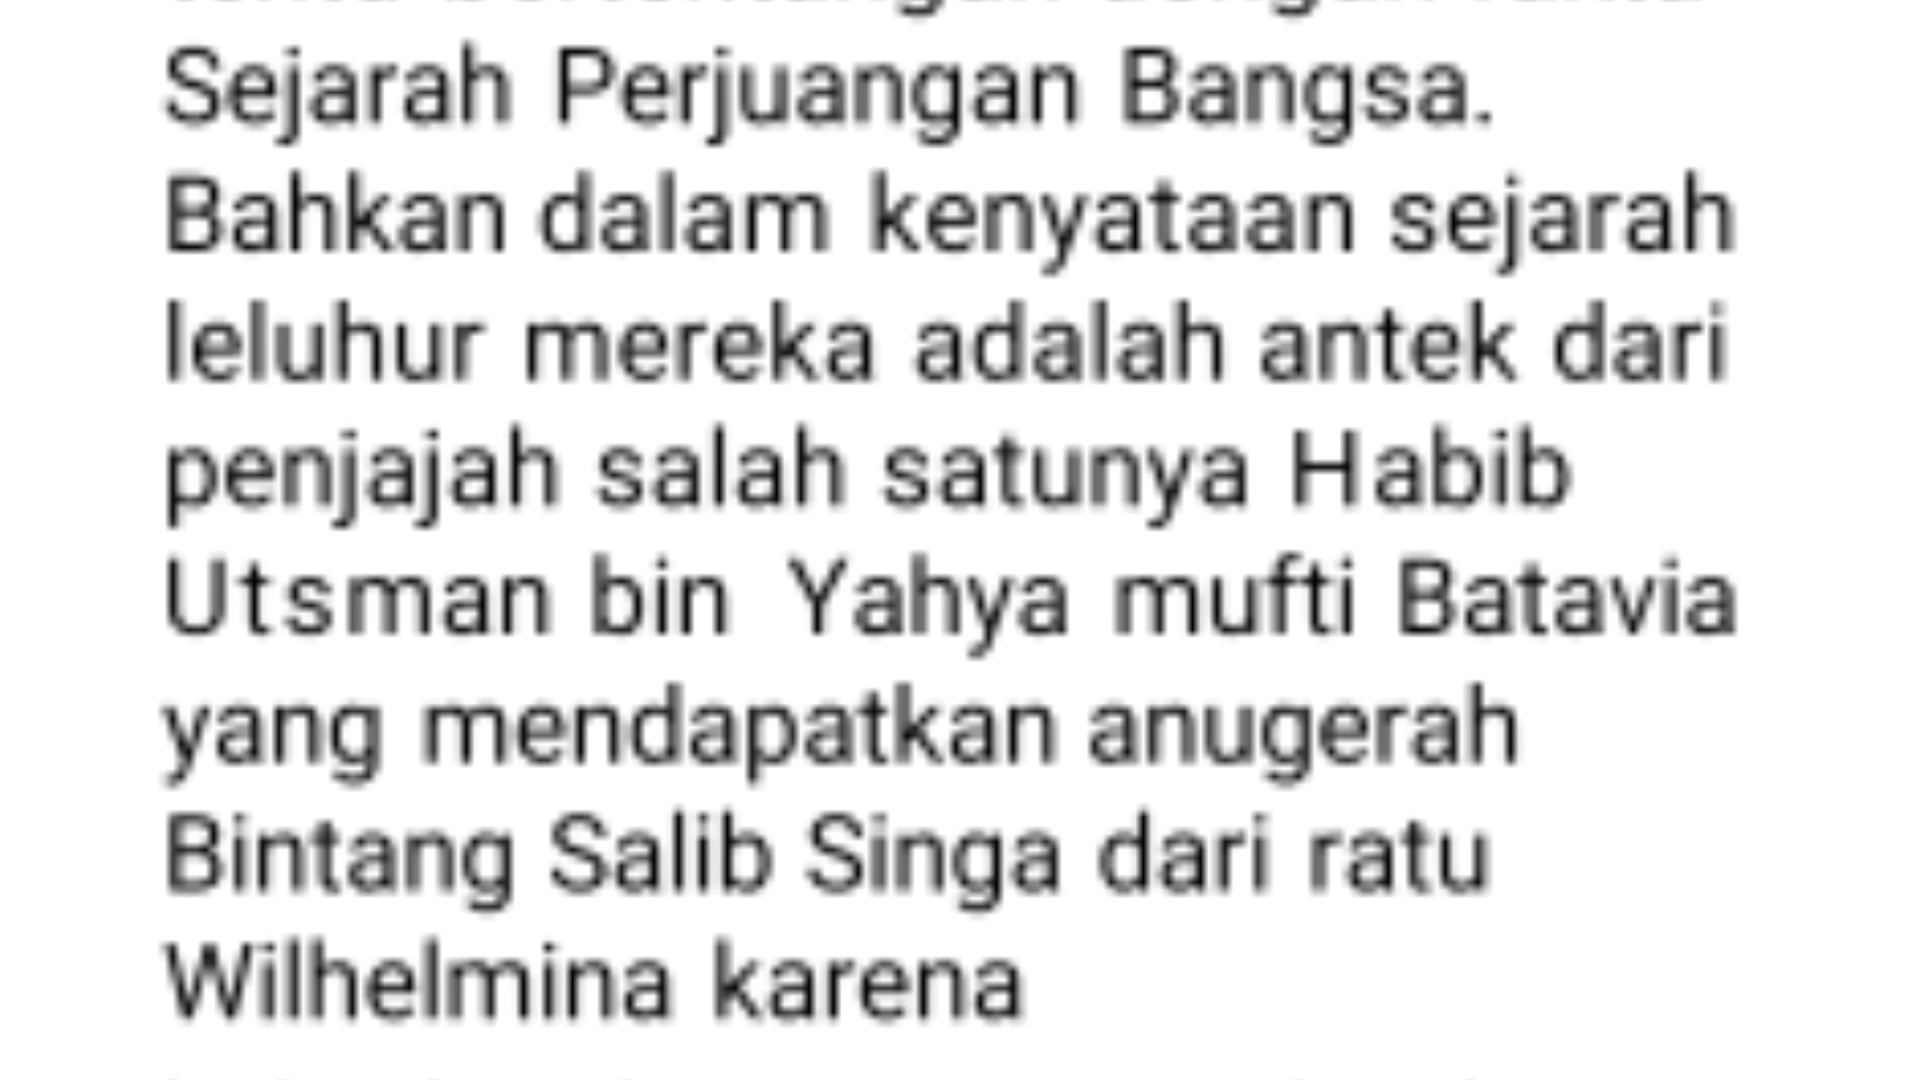 Sejarah Perjuangan Bangsa.
Bahkan dalam kenyataan sejarah
leluhur mereka adalah antek dari
penjajah salah satunya Habib
Utsman bin Yahya mufti Batavia
yang mendapatkan anugerah
Bintang Salib Singa dari ratu
Wilhelmina karena